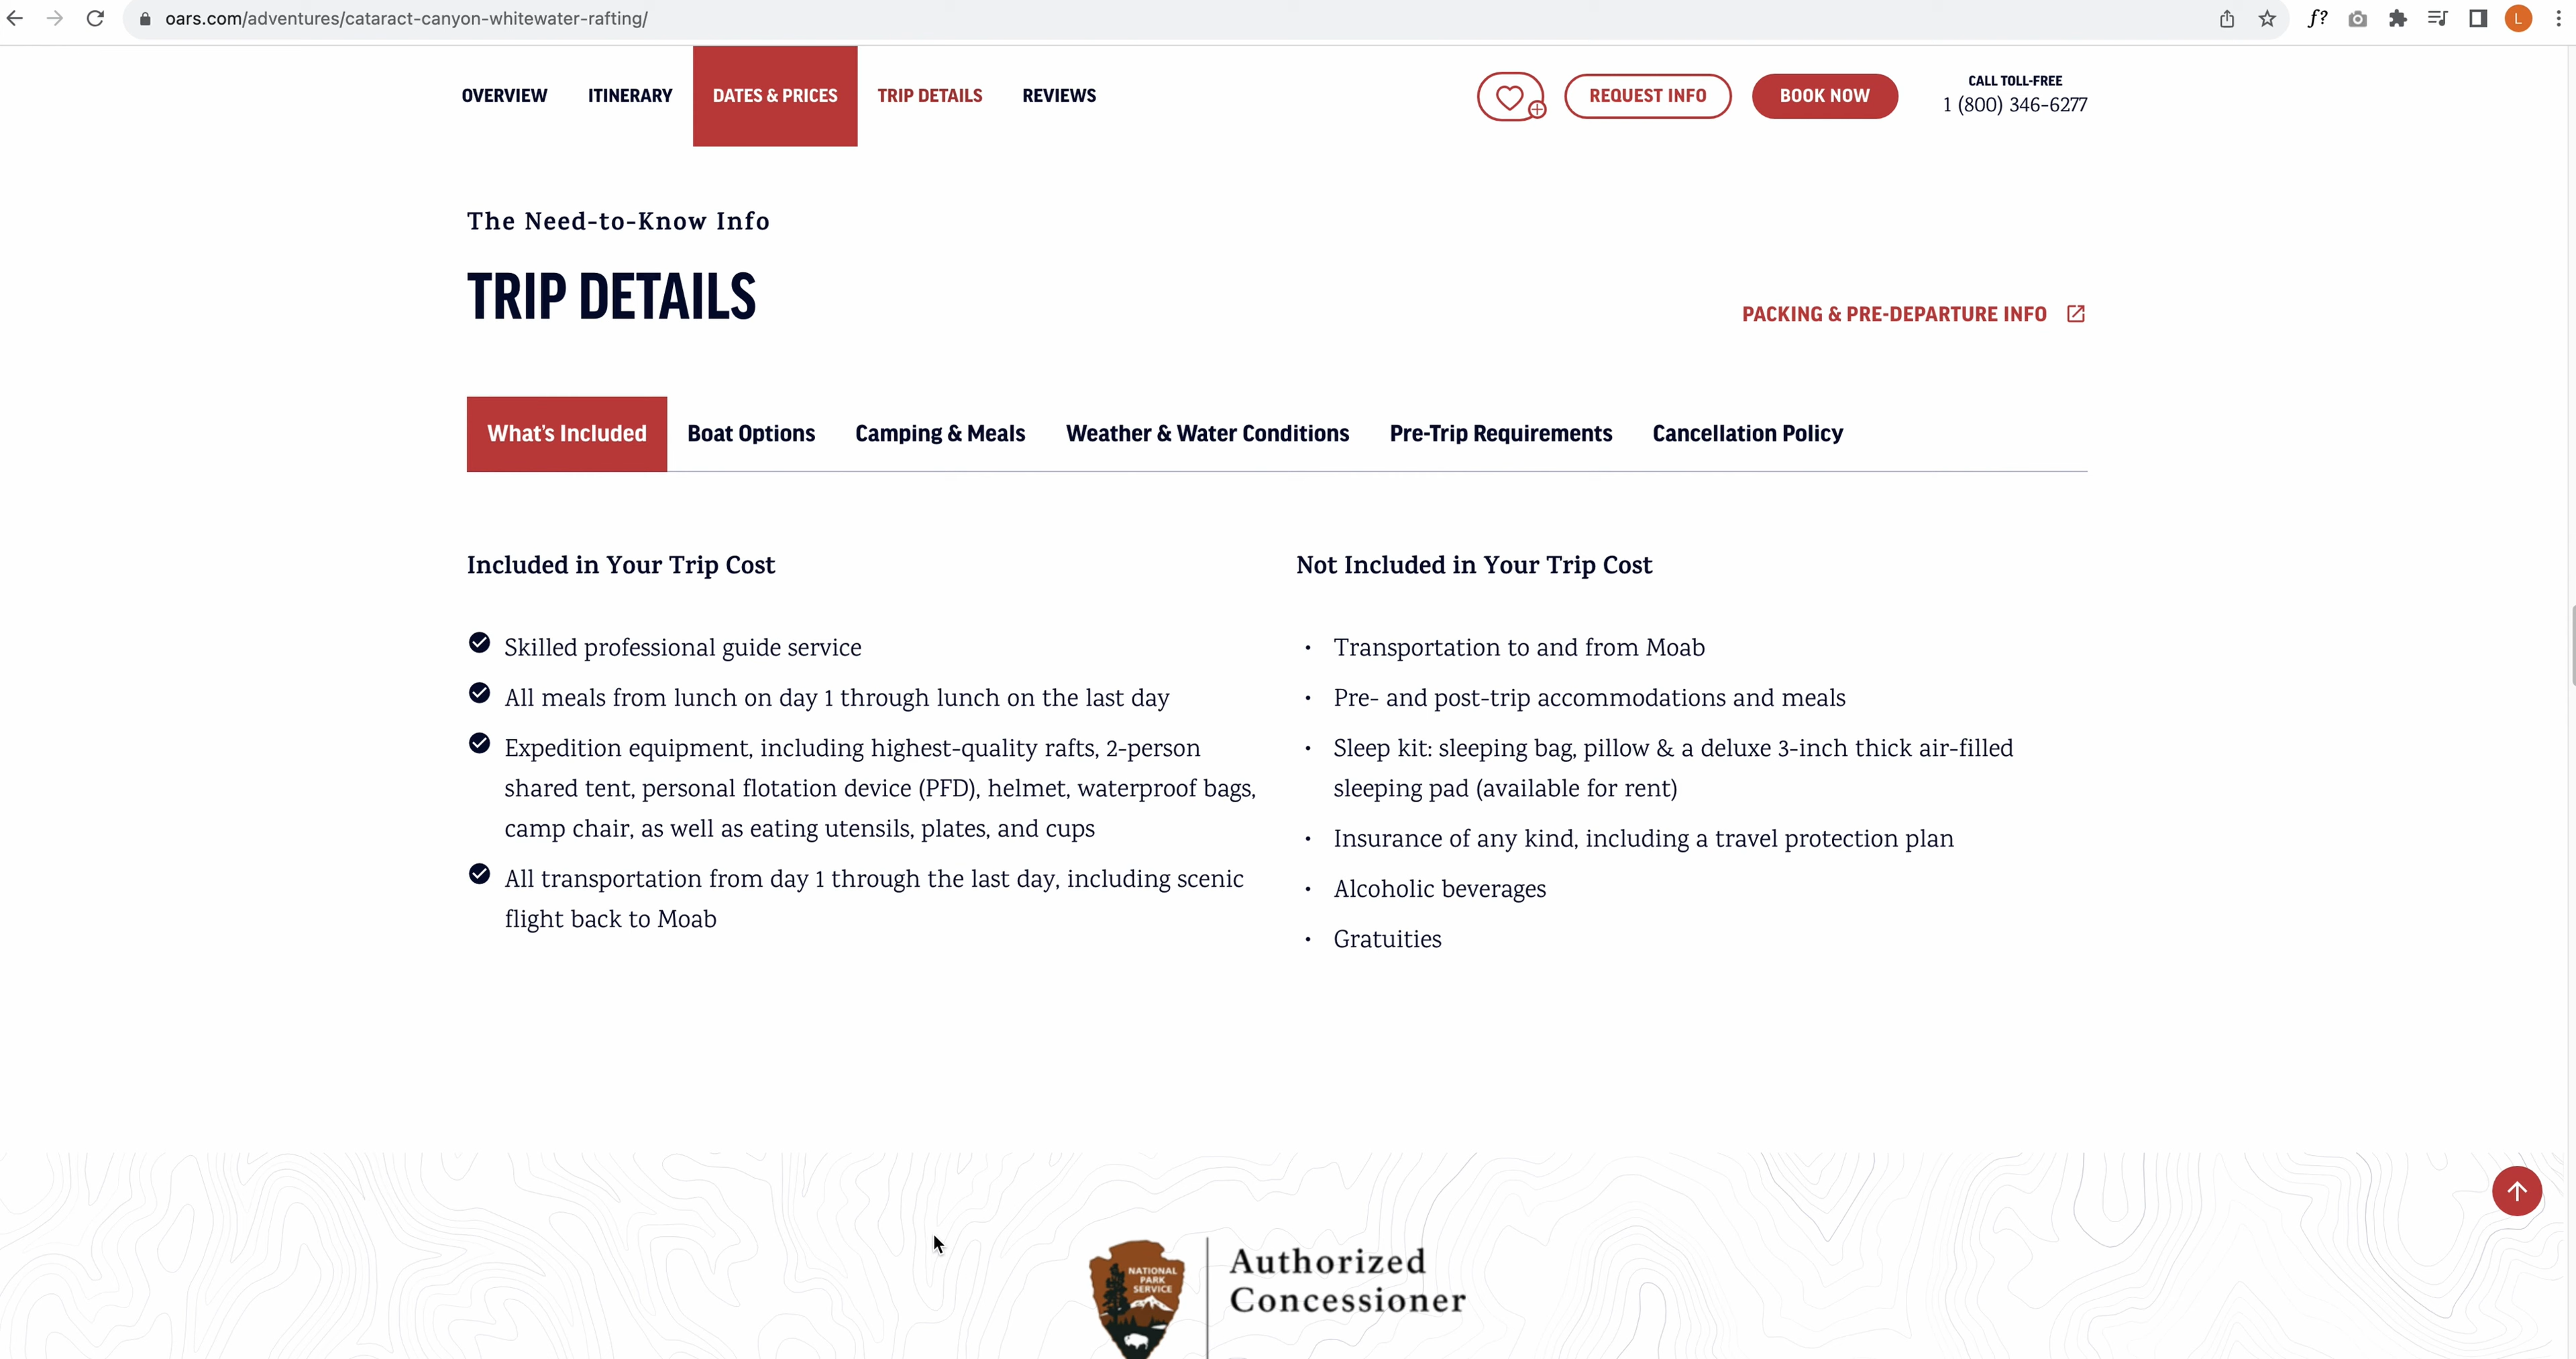 oars.com/adventures/cataract-canyon-whitewater-rafting/
f?
L
OVERVIEW
ITINERARY
DATES & PRICES
TRIP DETAILS
REVIEWS
REQUEST INFO
BOOK NOW
CALL TOLL-FREE
1 (800) 346-6277
The Need-to-Know Info
TRIP DETAILS
PACKING & PRE-DEPARTURE INFO
What's Included
Boat Options
Camping & Meals
Weather & Water Conditions
Pre-Trip Requirements
Cancellation Policy
Included in Your Trip Cost
Skilled professional guide service
All meals from lunch on day 1 through lunch on the last day
Expedition equipment, including highest-quality rafts, 2-person
shared tent, personal flotation device (PFD), helmet, waterproof bags,
camp chair, as well as eating utensils, plates, and cups
All transportation from day 1 through the last day, including scenic
flight back to Moab
Not Included in Your Trip Cost
• Transportation to and from Moab
• Pre- and post-trip accommodations and meals
• Sleep kit: sleeping bag, pillow & a deluxe 3-inch thick air-filled
sleeping pad (available for rent)
• Insurance of any kind, including a travel protection plan
• Alcoholic beverages
• Gratuities
NATIONAL
PARK
SERVICE
Authorized
Concessioner